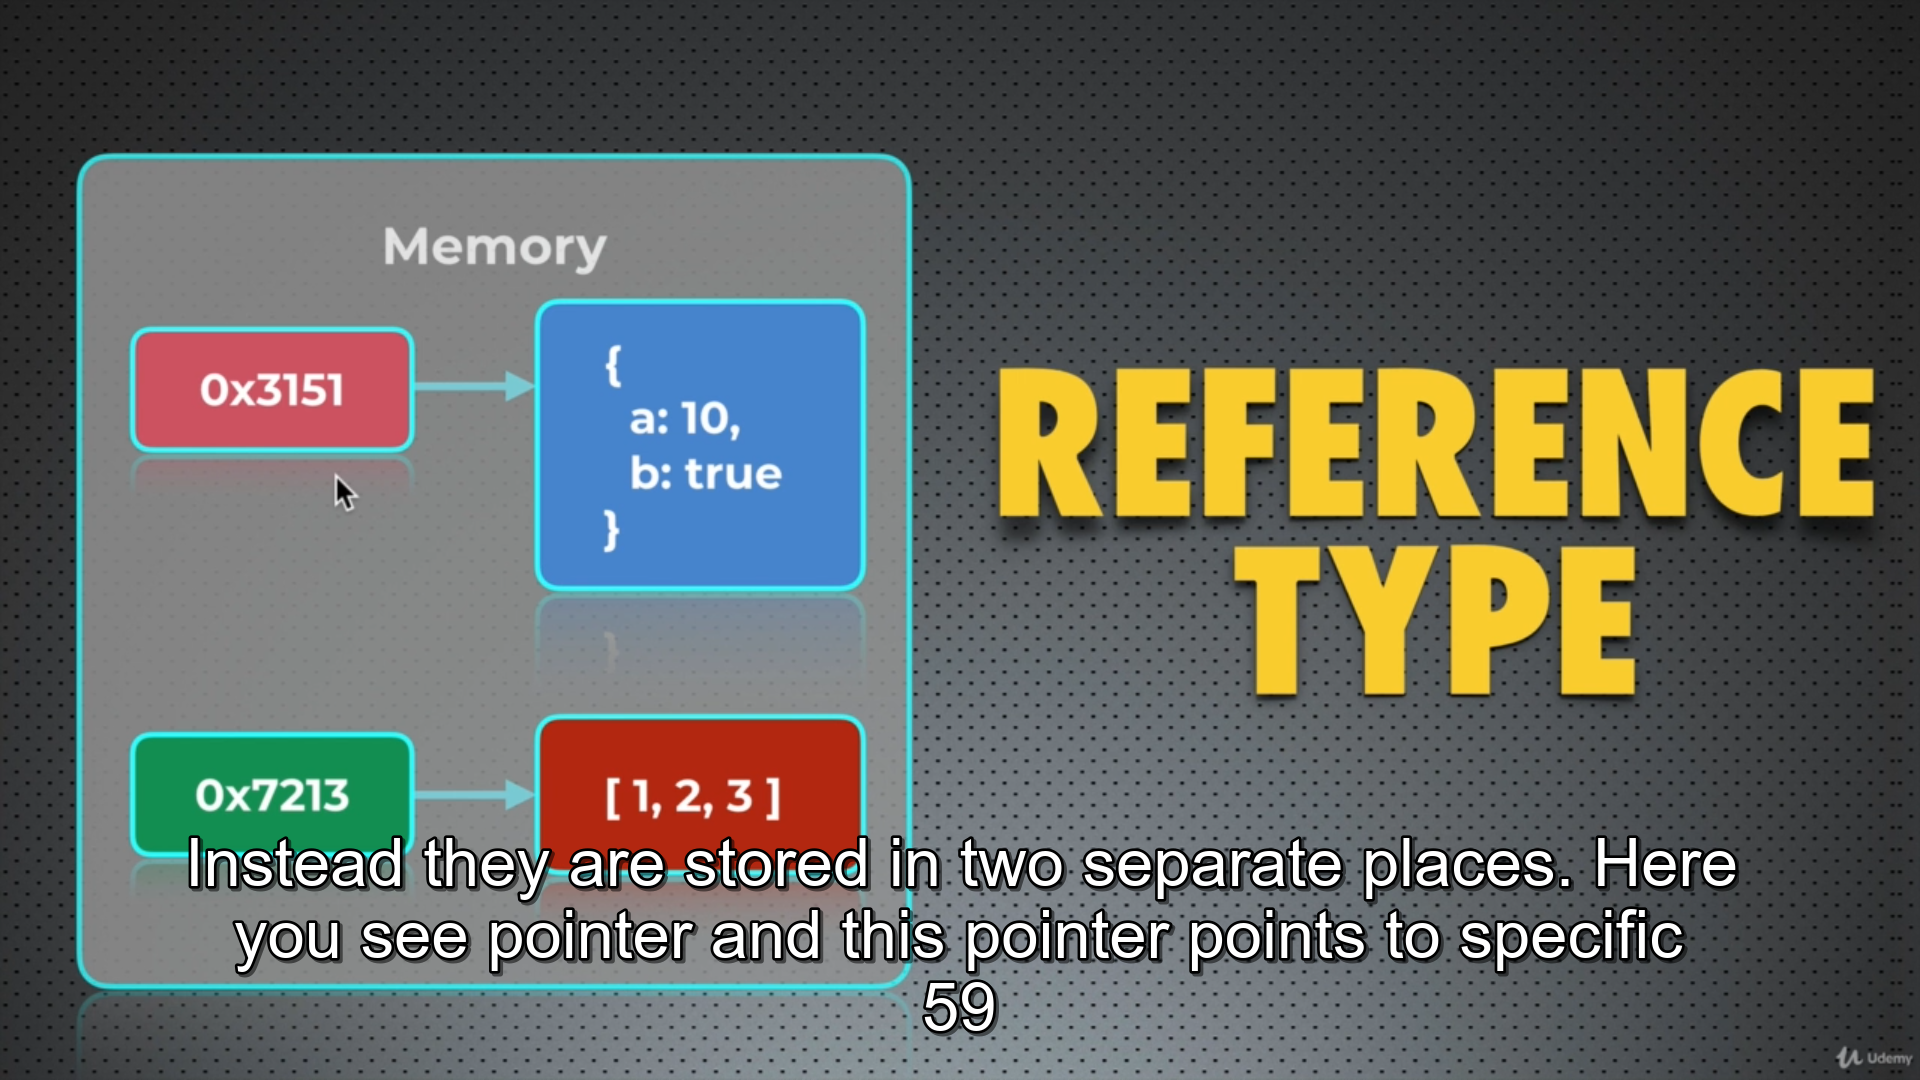 Memory
0x3151
{
a: 10,
b: true
}
REFERENCE
TYPE
0x7213
[ 1, 2, 3 ]
Instead they are stored in two separate places. Here
you see pointer and this pointer points to specific
59
Udemy